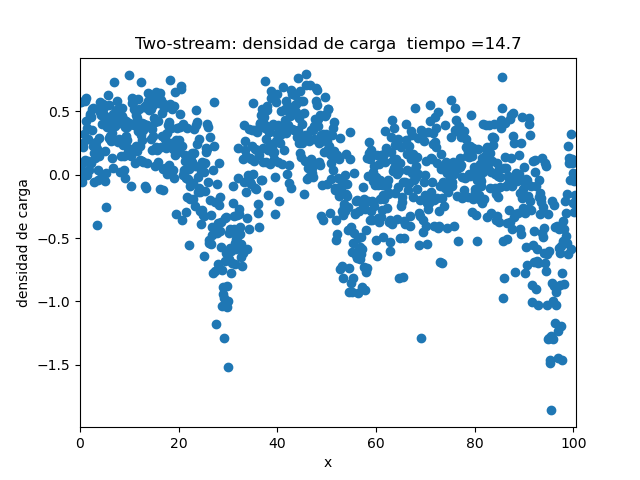 Two-stream: densidad de carga  tiempo =14.7
densidad de carga
0.5
0.0
−0.5
−1.0
−1.5
0 20 40 60 80 100
x